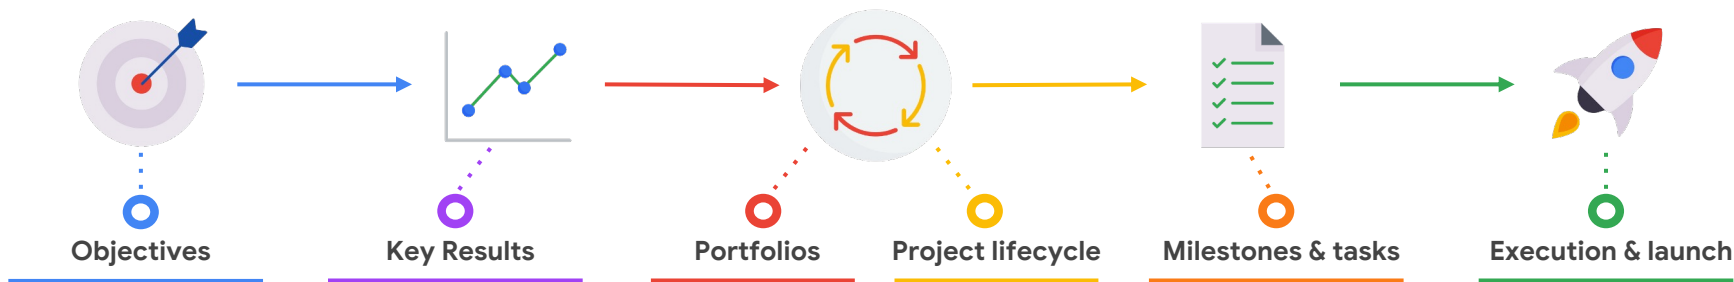 Objectives
Key Results
Portfolios
Project lifecycle
Milestones & tasks
Execution & launch